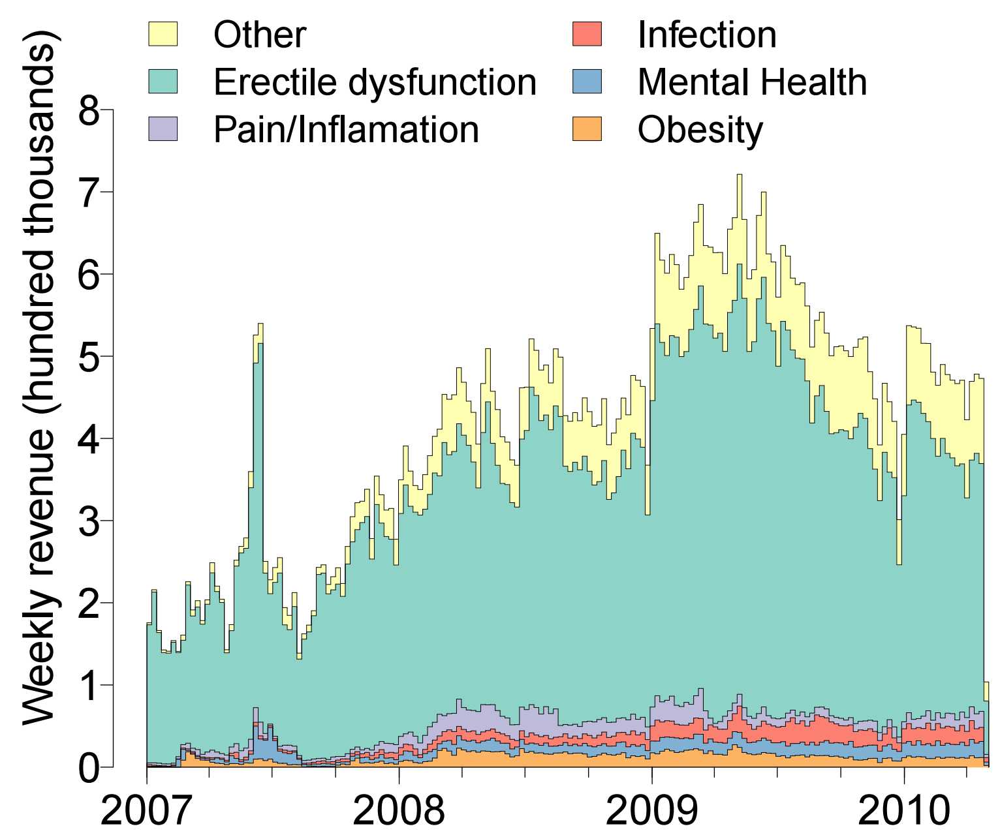 Other
Infection
Erectile dysfunction
Mental Health
Pain/Inflamation
Obesity
Weekly revenue (hundred thousands)
8
7
6
5
4
3
2
1
0
2007 2008 2009 2010